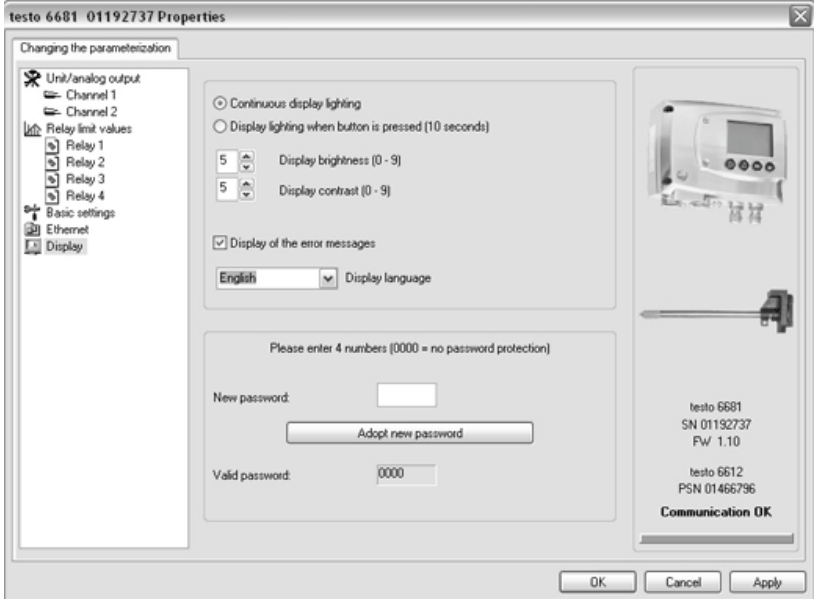 testo 6681 01192737 Properties
Changing the parameterization
Unit/analog output
Channel 1
Channel 2
Relay limit values
Relay 1
Relay 2
Relay 3
Relay 4
Basic settings
Ethernet
Display
Continuous display lighting
Display lighting when button is pressed (10 seconds)
5 Display brightness (0 - 9)
5 Display contrast (0 - 9)
Display of the error messages
English Display language
Please enter 4 numbers (0000 = no password protection)
New password:
Adopt new password
Valid password: 0000
testo 6681
SN 01192737
FW 1.10
testo 6612
PSN 01466796
Communication OK
OK Cancel Apply